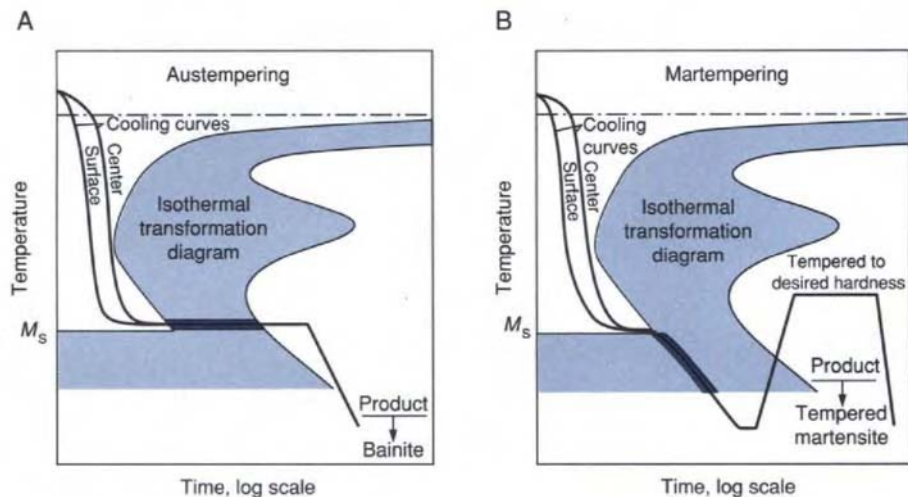 A
Austempering
Cooling curves
Surface
Center
Isothermal
transformation
diagram
Temperature
Ms
Product
Bainite
Time, log scale
B
Martempering
Cooling
curves
Surface
Center
Isothermal
transformation
diagram
Tempered to
desired hardness
Temperature
Ms
Product
Tempered
martensite
Time, log scale